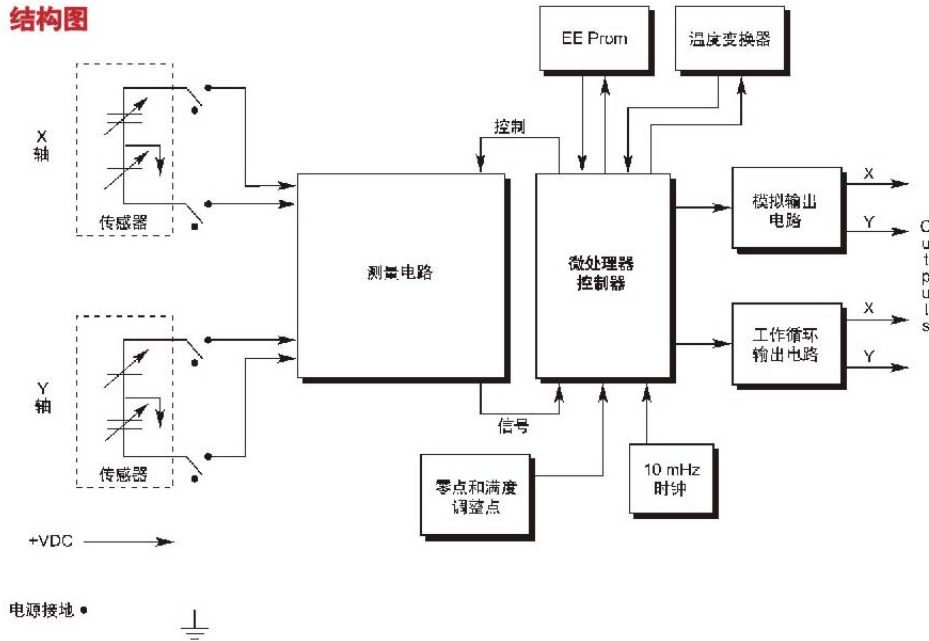 结构图
EE Prom
温度变换器
控制
X
轴
传感器
测量电路
微处理器
控制器
模拟输出
电路
X
Y
Outputs
Y
轴
传感器
工作循环
输出电路
X
Y
信号
零点和满度
调整点
10 mHz
时钟
+VDC
电源接地